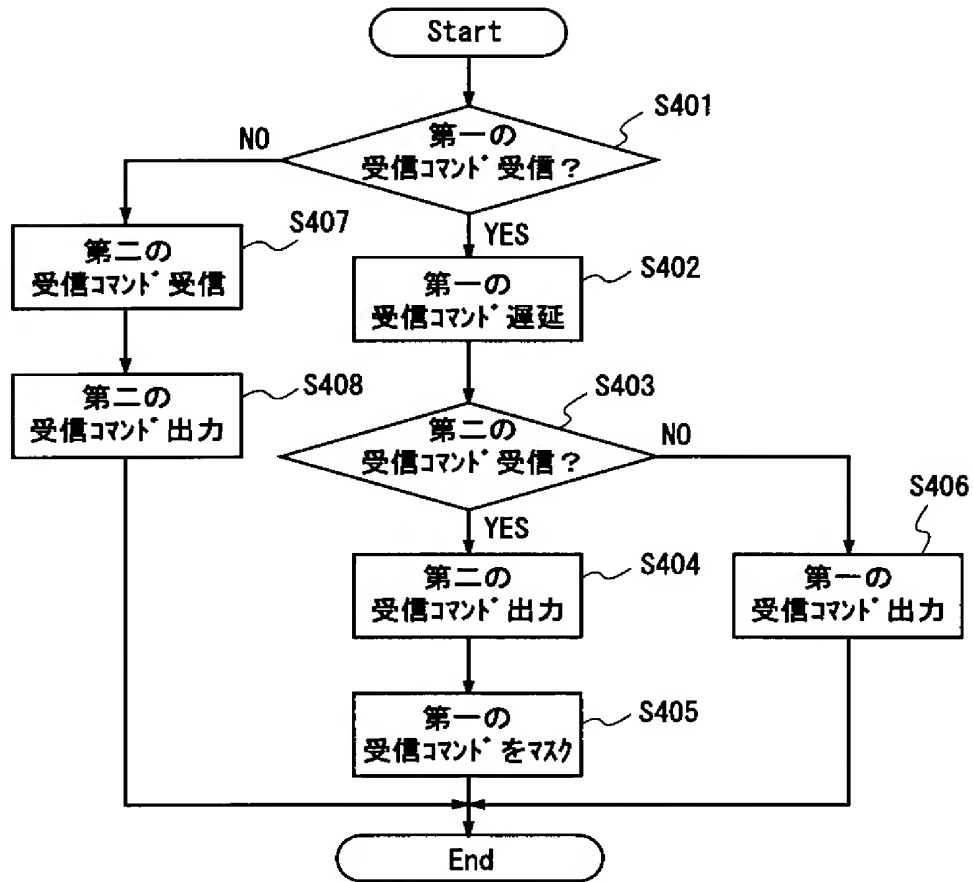 Start
S401
第一の
受信コマンド受信？
NO
YES
S407
第二の
受信コマンド受信
S402
第一の
受信コマンド遅延
S408
第二の
受信コマンド出力
S403
第二の
受信コマンド受信？
NO
YES
S406
第一の
受信コマンド出力
S404
第二の
受信コマンド出力
S405
第一の
受信コマンドをマスク
End